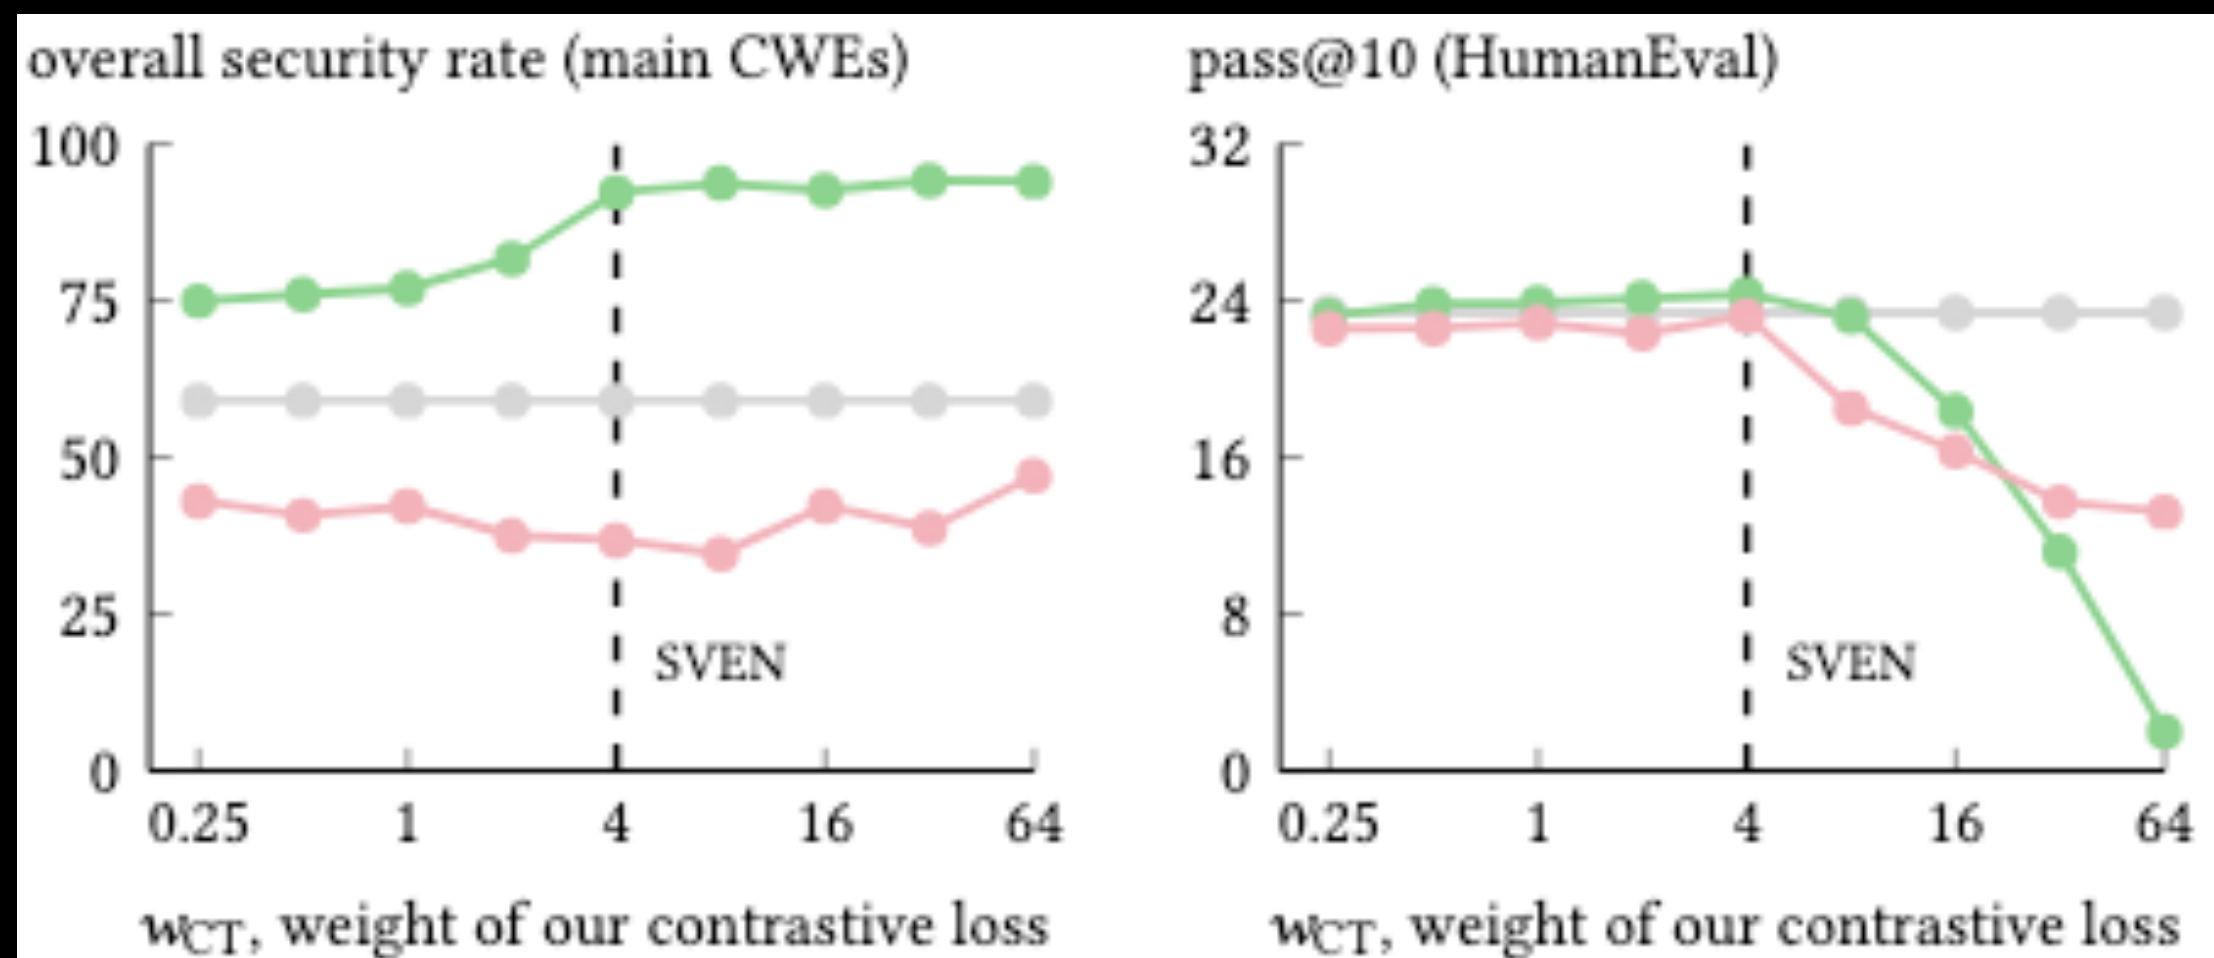 overall security rate (main CWEs)
100
75
50
25
0
SVEN
0.25 1 4 16 64
w_CT, weight of our contrastive loss
pass@10 (HumanEval)
32
24
16
8
0
SVEN
0.25 1 4 16 64
w_CT, weight of our contrastive loss